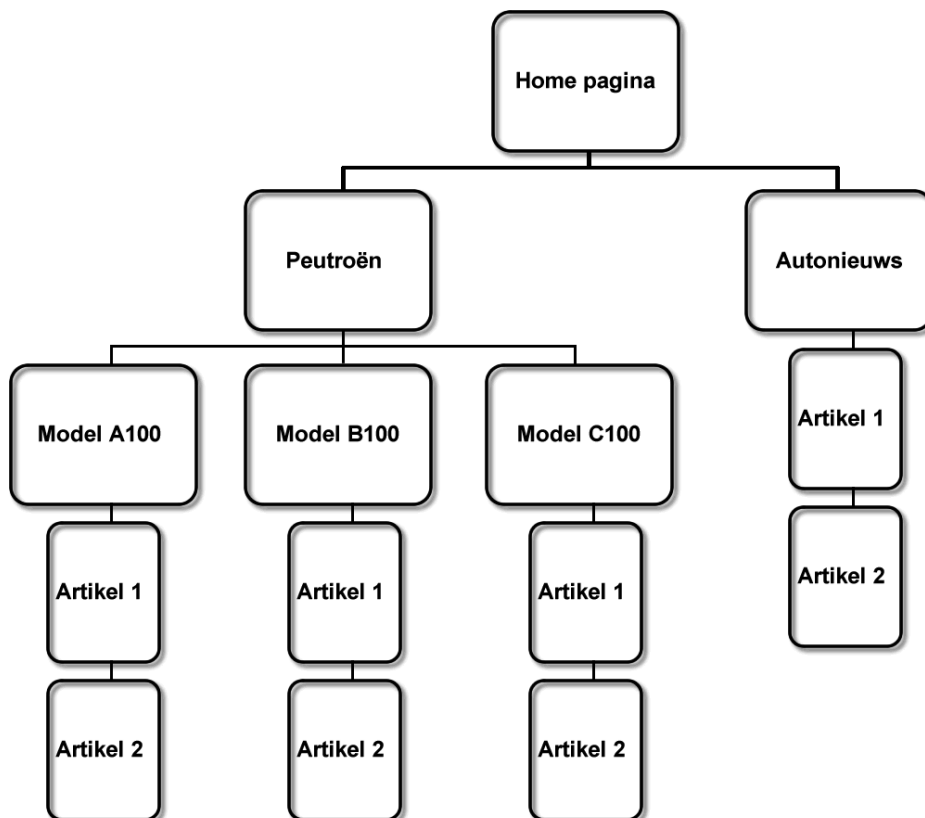 Home pagina
Peutroën
Autonieuws
Model A100
Model B100
Model C100
Artikel 1
Artikel 1
Artikel 1
Artikel 1
Artikel 2
Artikel 2
Artikel 2
Artikel 2